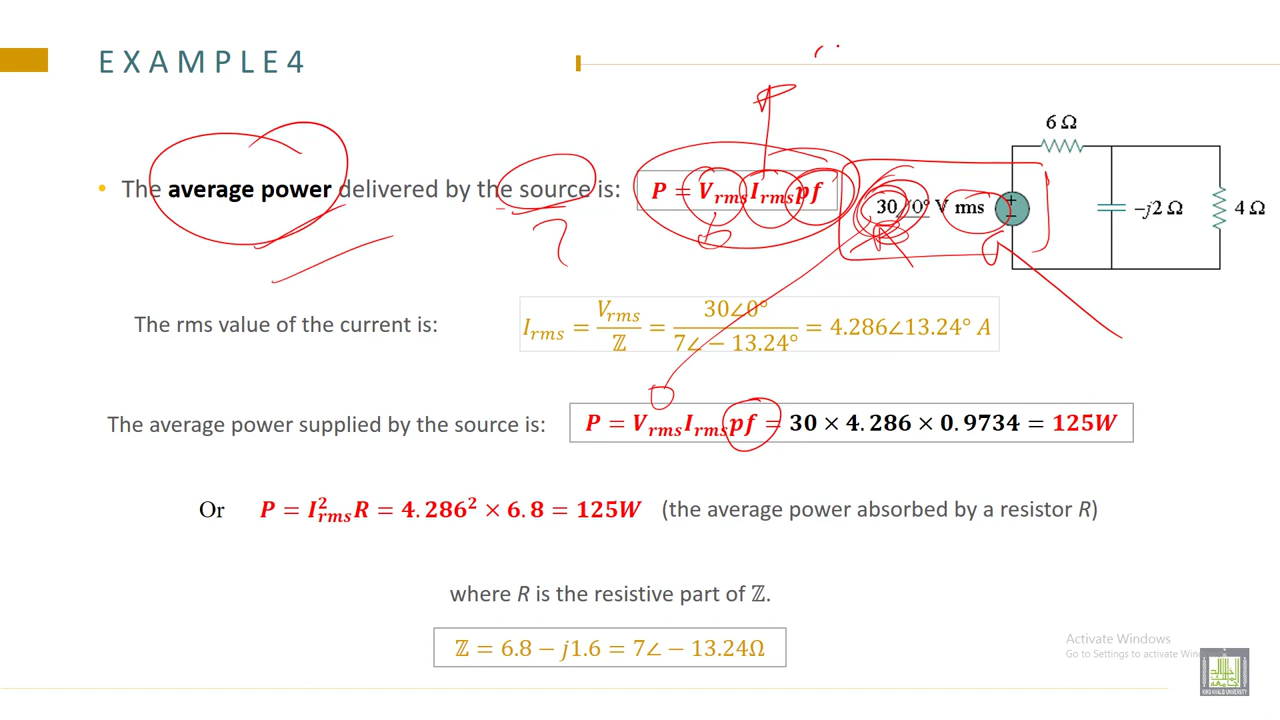 EXAMPLE4
• The average power delivered by the source is: P = V_rms I_rms pf
6 Ω
30∠0° V rms
−j2 Ω
4 Ω
The rms value of the current is: I_rms = V_rms/ℤ = 30∠0°/7∠ − 13.24° = 4.286∠13.24° A
The average power supplied by the source is: P = V_rms I_rms pf = 30 × 4.286 × 0.9734 = 125W
Or P = I²_rms R = 4.286² × 6.8 = 125W (the average power absorbed by a resistor R)
where R is the resistive part of ℤ.
ℤ = 6.8 − j1.6 = 7∠ − 13.24Ω
Activate Windows
Go to Settings to activate Win
KING KHALID UNIVERSITY